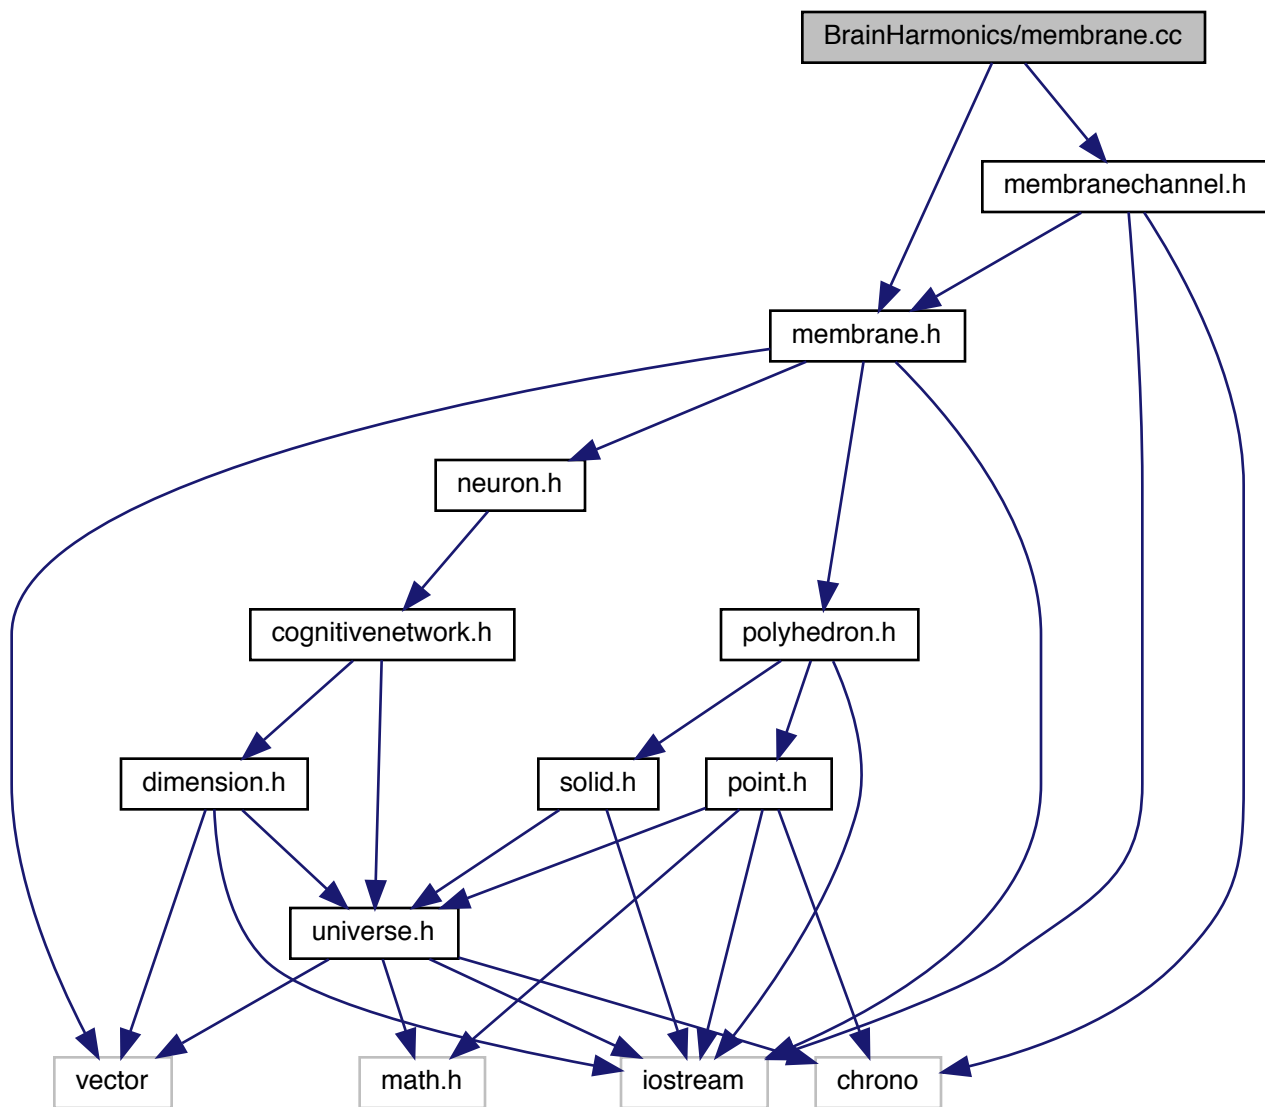 BrainHarmonics/membrane.cc
membranechannel.h
membrane.h
neuron.h
cognitivenetwork.h
polyhedron.h
dimension.h
solid.h
point.h
universe.h
vector
math.h
iostream
chrono